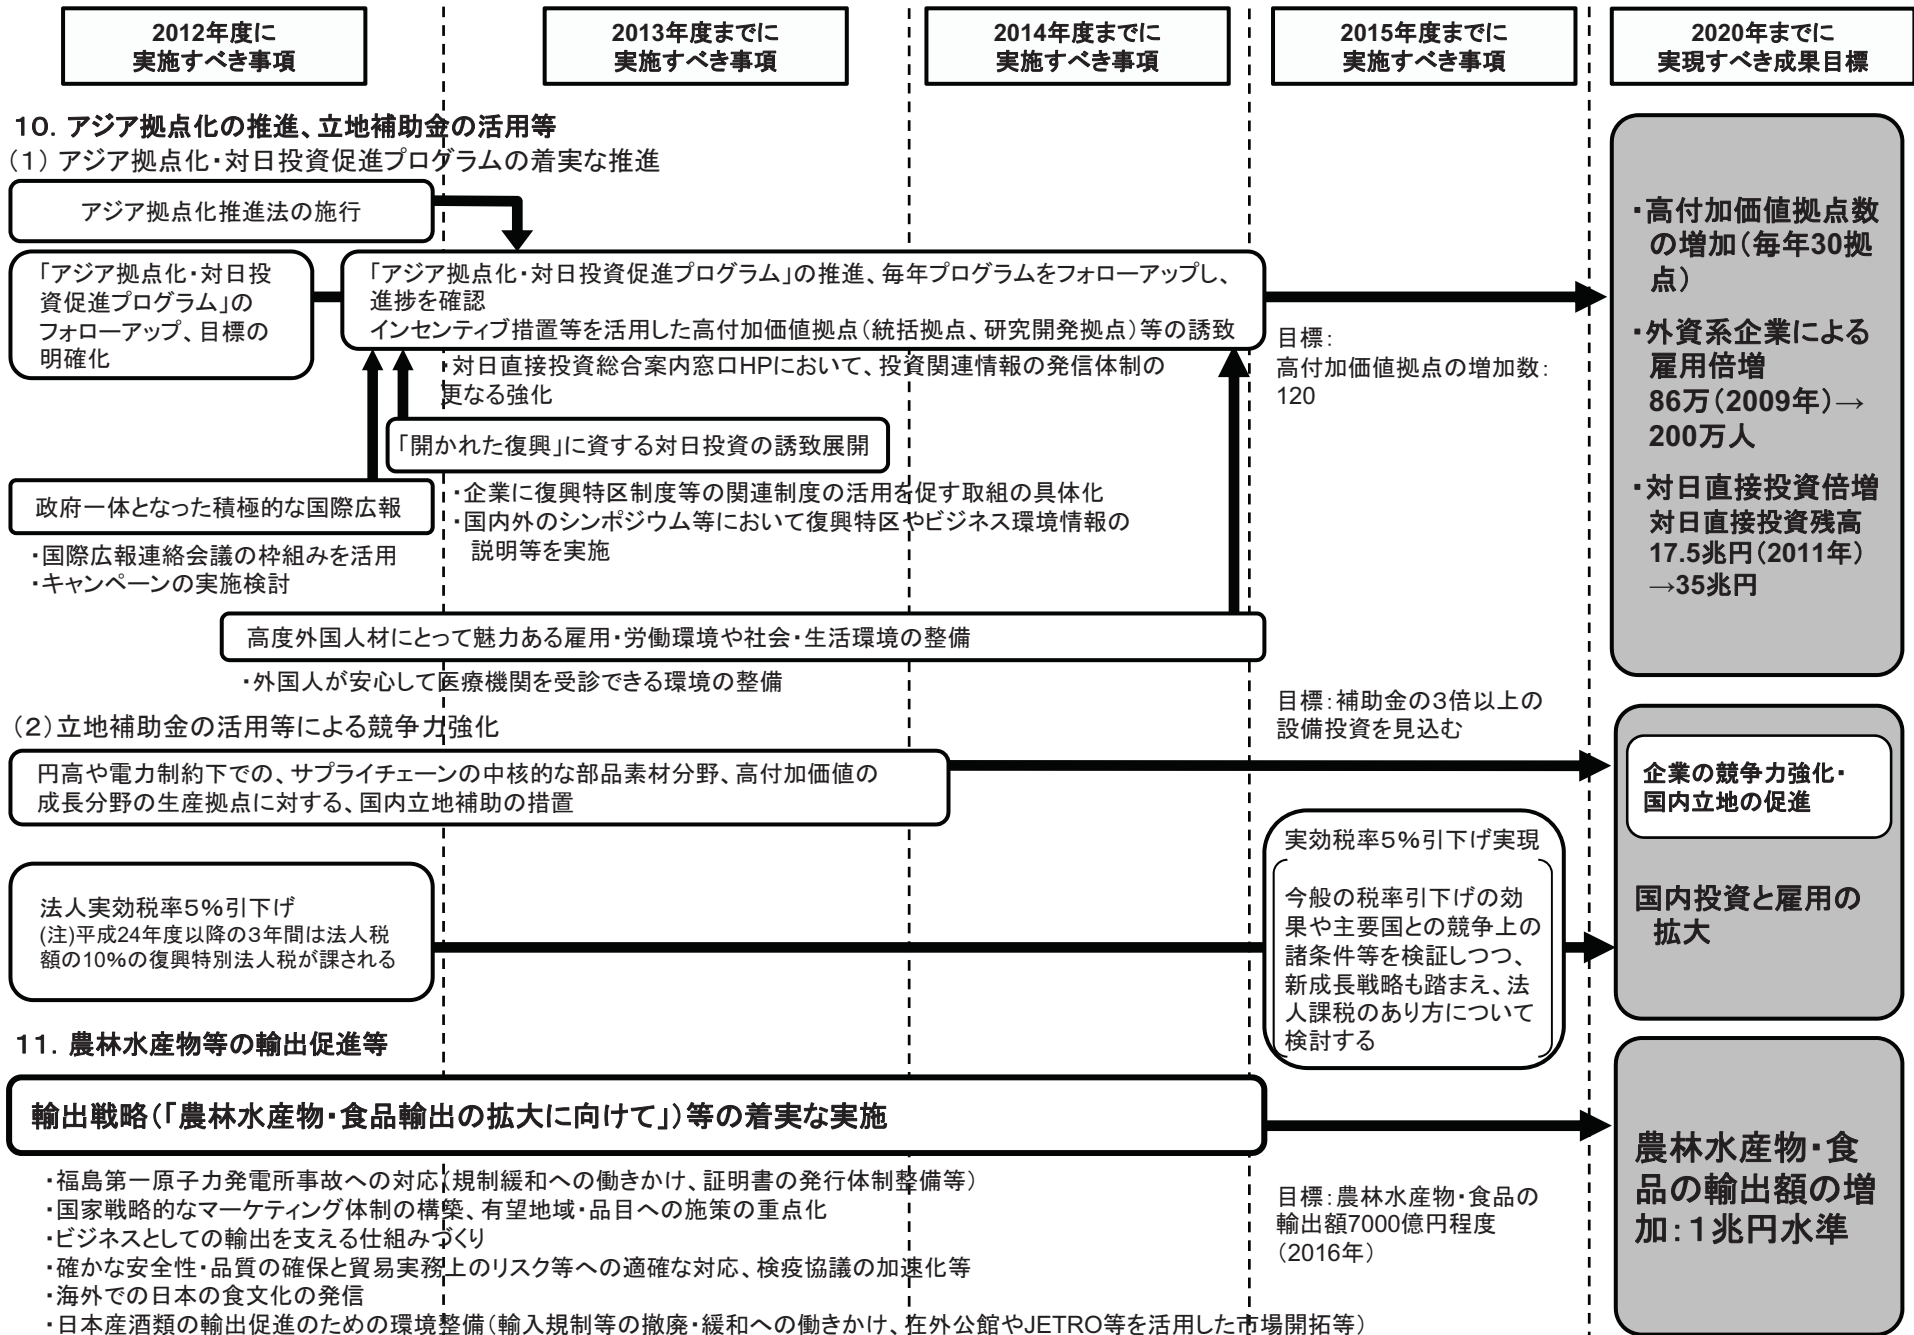 2012年度に
実施すべき事項
2013年度までに
実施すべき事項
2014年度までに
実施すべき事項
2015年度までに
実施すべき事項
2020年までに
実現すべき成果目標
10．アジア拠点化の推進、立地補助金の活用等
（1）アジア拠点化・対日投資促進プログラムの着実な推進
アジア拠点化推進法の施行
「アジア拠点化・対日投
資促進プログラム」の
フォローアップ、目標の
明確化
「アジア拠点化・対日投資促進プログラム」の推進、毎年プログラムをフォローアップし、
進捗を確認
インセンティブ措置等を活用した高付加価値拠点（統括拠点、研究開発拠点）等の誘致
・対日直接投資総合案内窓口HPにおいて、投資関連情報の発信体制の
更なる強化
「開かれた復興」に資する対日投資の誘致展開
・企業に復興特区制度等の関連制度の活用を促す取組の具体化
・国内外のシンポジウム等において復興特区やビジネス環境情報の
説明等を実施
政府一体となった積極的な国際広報
・国際広報連絡会議の枠組みを活用
・キャンペーンの実施検討
高度外国人材にとって魅力ある雇用・労働環境や社会・生活環境の整備
・外国人が安心して医療機関を受診できる環境の整備
目標：
高付加価値拠点の増加数：
120
・高付加価値拠点数
の増加（毎年30拠
点）
・外資系企業による
雇用倍増
86万（2009年）→
200万人
・対日直接投資倍増
対日直接投資残高
17.5兆円（2011年）
→35兆円
（2）立地補助金の活用等による競争力強化
円高や電力制約下での、サプライチェーンの中核的な部品素材分野、高付加価値の
成長分野の生産拠点に対する、国内立地補助の措置
目標：補助金の3倍以上の
設備投資を見込む
企業の競争力強化・
国内立地の促進
法人実効税率5％引下げ
(注)平成24年度以降の3年間は法人税
額の10%の復興特別法人税が課される
実効税率5％引下げ実現
今般の税率引下げの効
果や主要国との競争上の
諸条件等を検証しつつ、
新成長戦略も踏まえ、法
人課税のあり方について
検討する
国内投資と雇用の
拡大
11．農林水産物等の輸出促進等
輸出戦略（「農林水産物・食品輸出の拡大に向けて」）等の着実な実施
・福島第一原子力発電所事故への対応（規制緩和への働きかけ、証明書の発行体制整備等）
・国家戦略的なマーケティング体制の構築、有望地域・品目への施策の重点化
・ビジネスとしての輸出を支える仕組みづくり
・確かな安全性・品質の確保と貿易実務上のリスク等への適確な対応、検疫協議の加速化等
・海外での日本の食文化の発信
・日本産酒類の輸出促進のための環境整備（輸入規制等の撤廃・緩和への働きかけ、在外公館やJETRO等を活用した市場開拓等）
目標：農林水産物・食品の
輸出額7000億円程度
（2016年）
農林水産物・食
品の輸出額の増
加：1兆円水準